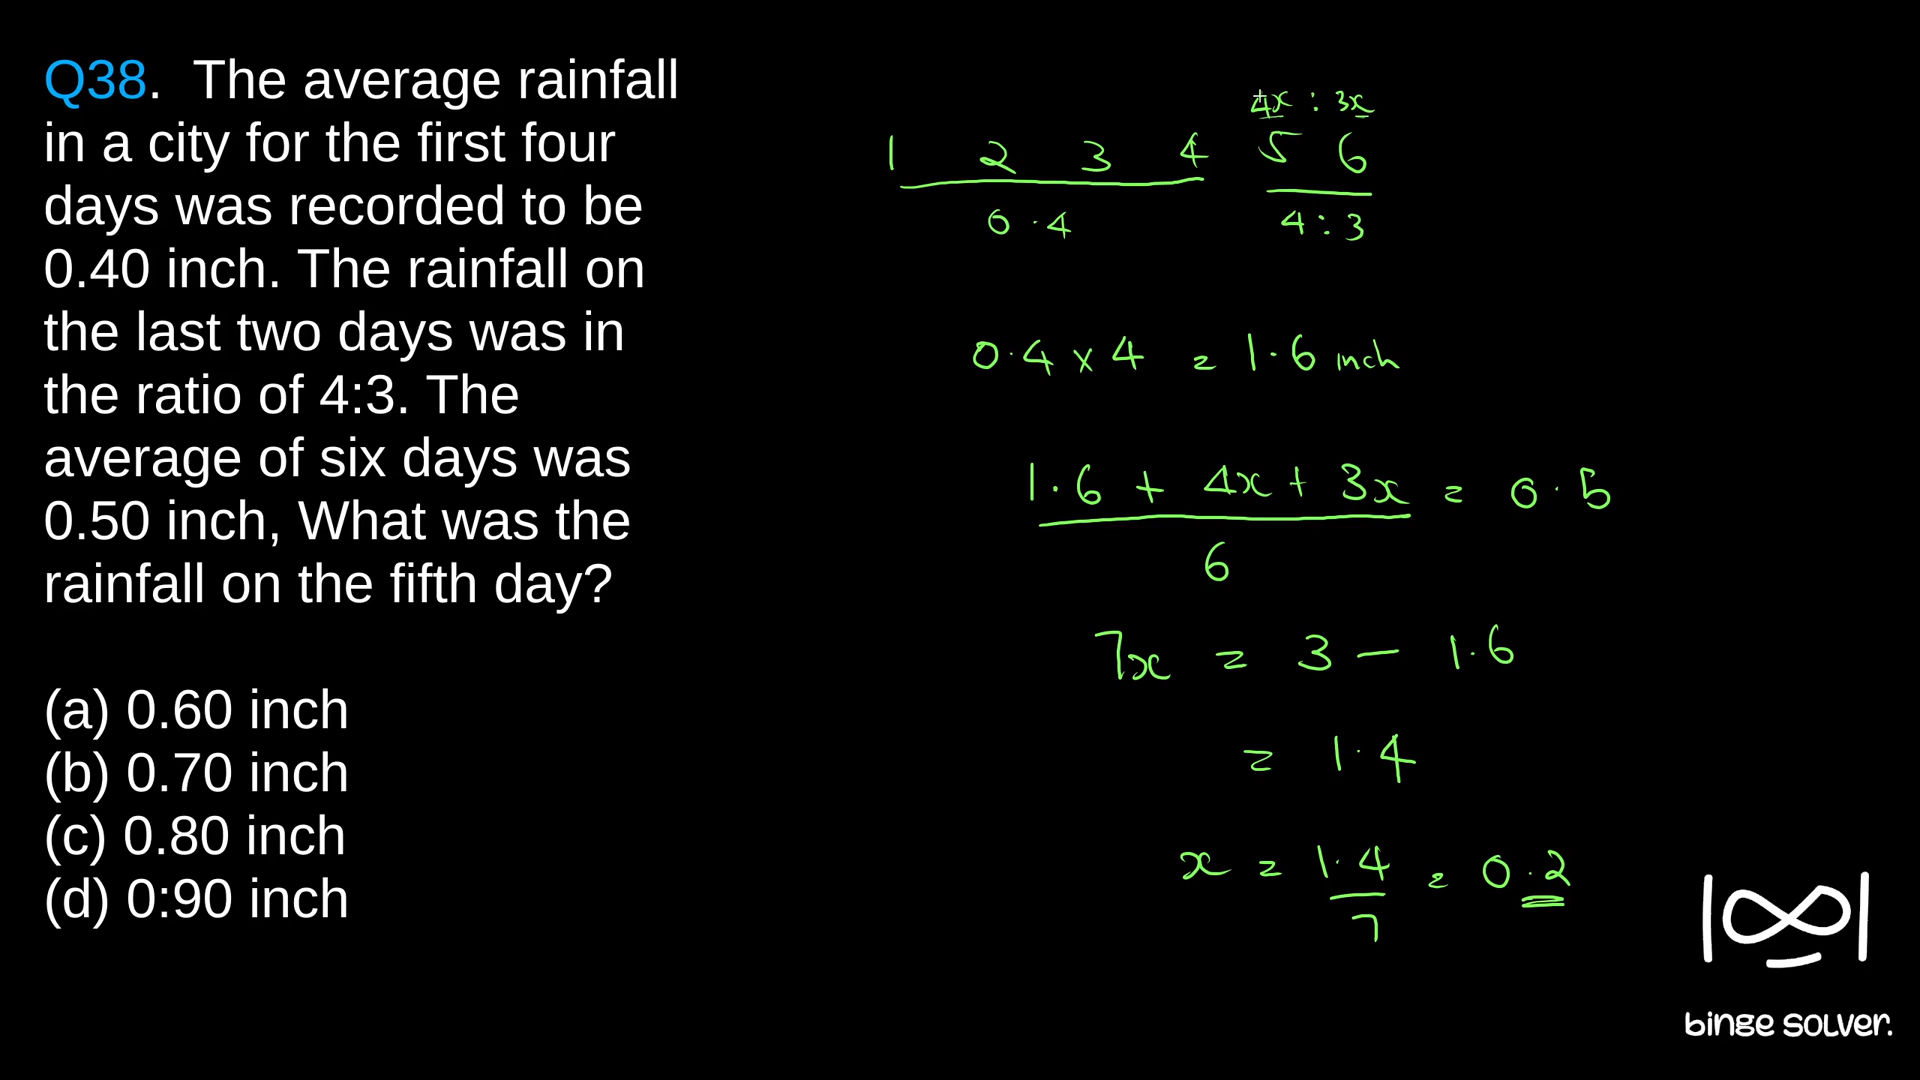 Q38. The average rainfall
in a city for the first four
days was recorded to be
0.40 inch. The rainfall on
the last two days was in
the ratio of 4:3. The
average of six days was
0.50 inch, What was the
rainfall on the fifth day?
(a) 0.60 inch
(b) 0.70 inch
(c) 0.80 inch
(d) 0:90 inch
4x : 3x
1 2 3 4 5 6
0.4 4:3
0.4 x 4 = 1.6 inch
1.6 + 4x + 3x = 0.5
6
7x = 3 - 1.6
= 1.4
x = 1.4 = 0.2
7
binge SOLVER.